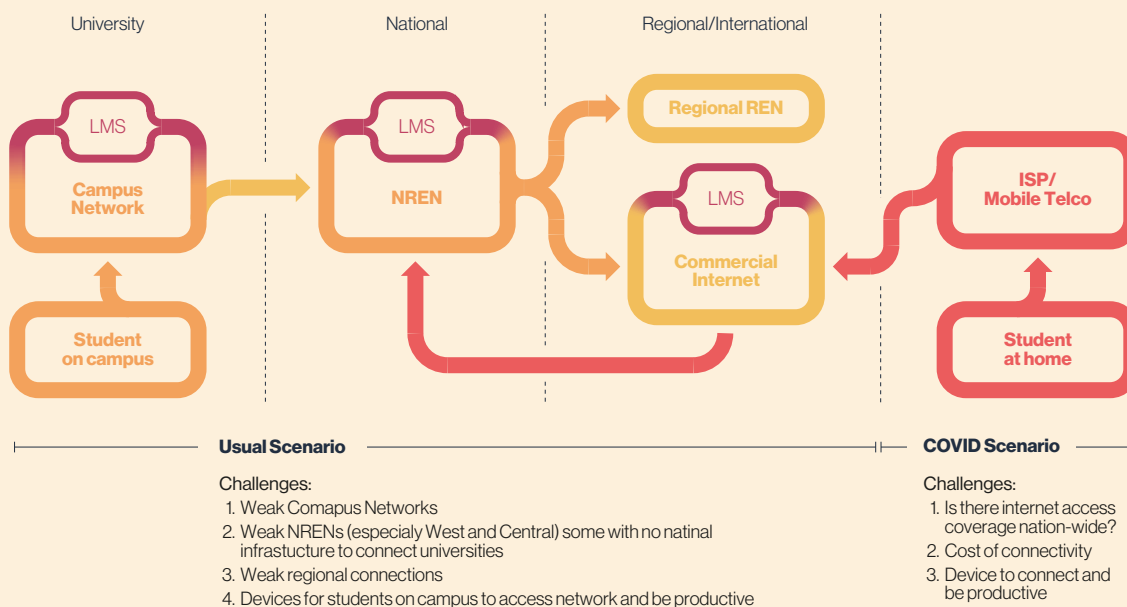 University
National
Regional/International
LMS
Campus
Network
Student
on campus
LMS
NREN
Regional REN
LMS
Commercial
Internet
ISP/
Mobile Telco
Student
at home
Usual Scenario
Challenges:
1. Weak Comapus Networks
2. Weak NRENs (especialy West and Central) some with no natinal
infrastucture to connect universities
3. Weak regional connections
4. Devices for students on campus to access network and be productive
COVID Scenario
Challenges:
1. Is there internet access
coverage nation-wide?
2. Cost of connectivity
3. Device to connect and
be productive